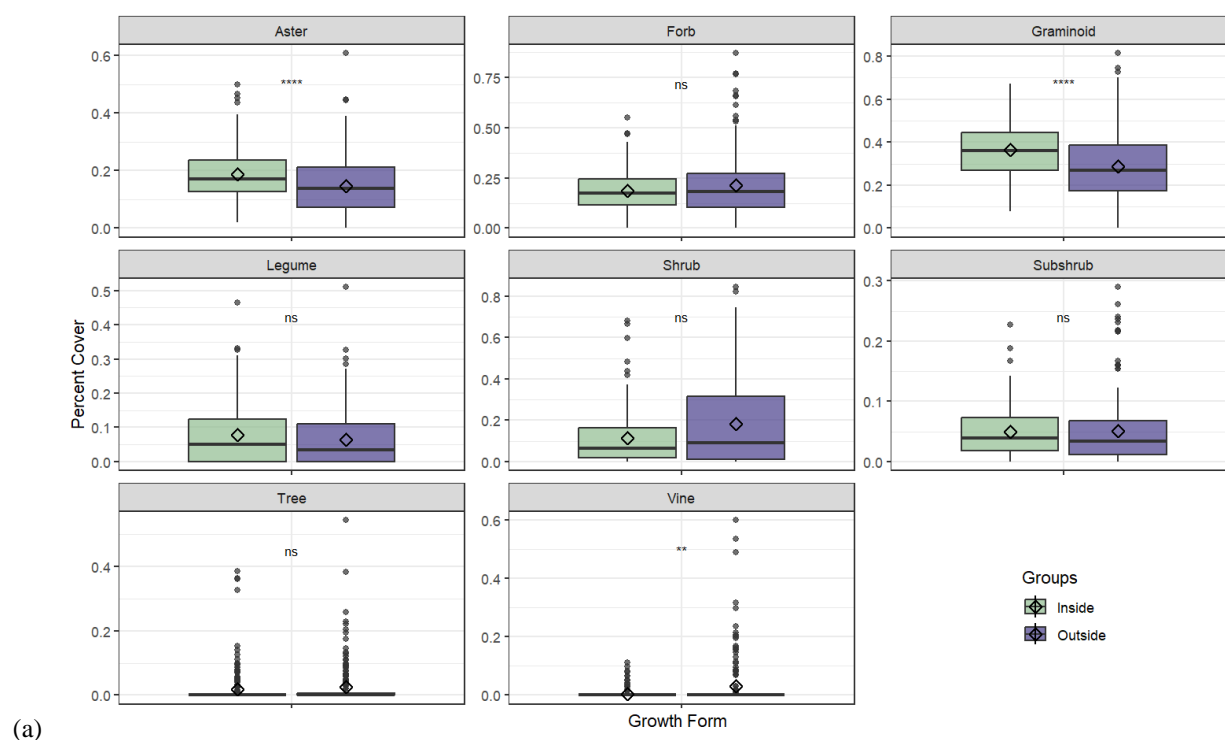 Aster
Forb
Graminoid
0.6
0.4
0.2
0.0
****
0.75
0.50
0.25
0.00
ns
0.8
0.6
0.4
0.2
0.0
****
Legume
Shrub
Subshrub
0.5
0.4
0.3
0.2
0.1
0.0
ns
0.8
0.6
0.4
0.2
0.0
ns
0.3
0.2
0.1
0.0
ns
Percent Cover
Tree
Vine
0.4
0.2
0.0
ns
0.6
0.4
0.2
0.0
**
Groups
Inside
Outside
Growth Form
(a)